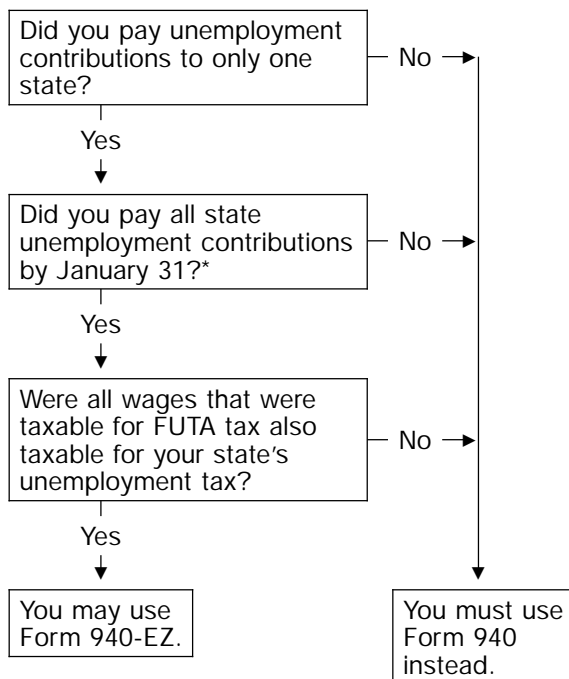 Did you pay unemployment
contributions to only one
state?
No
Yes
Did you pay all state
unemployment contributions
by January 31?*
No
Yes
Were all wages that were
taxable for FUTA tax also
taxable for your state's
unemployment tax?
No
Yes
You may use
Form 940-EZ.
You must use
Form 940
instead.